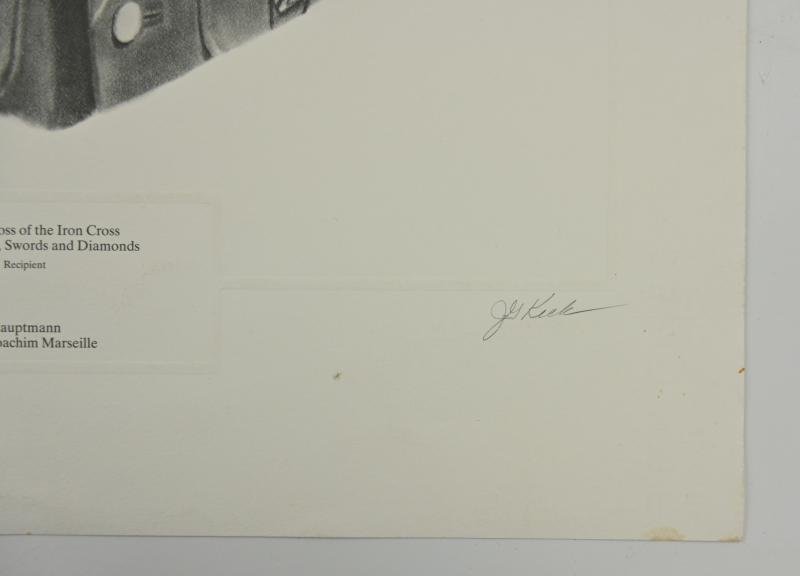 oss of the Iron Cross
, Swords and Diamonds
Recipient
auptmann
oachim Marseille